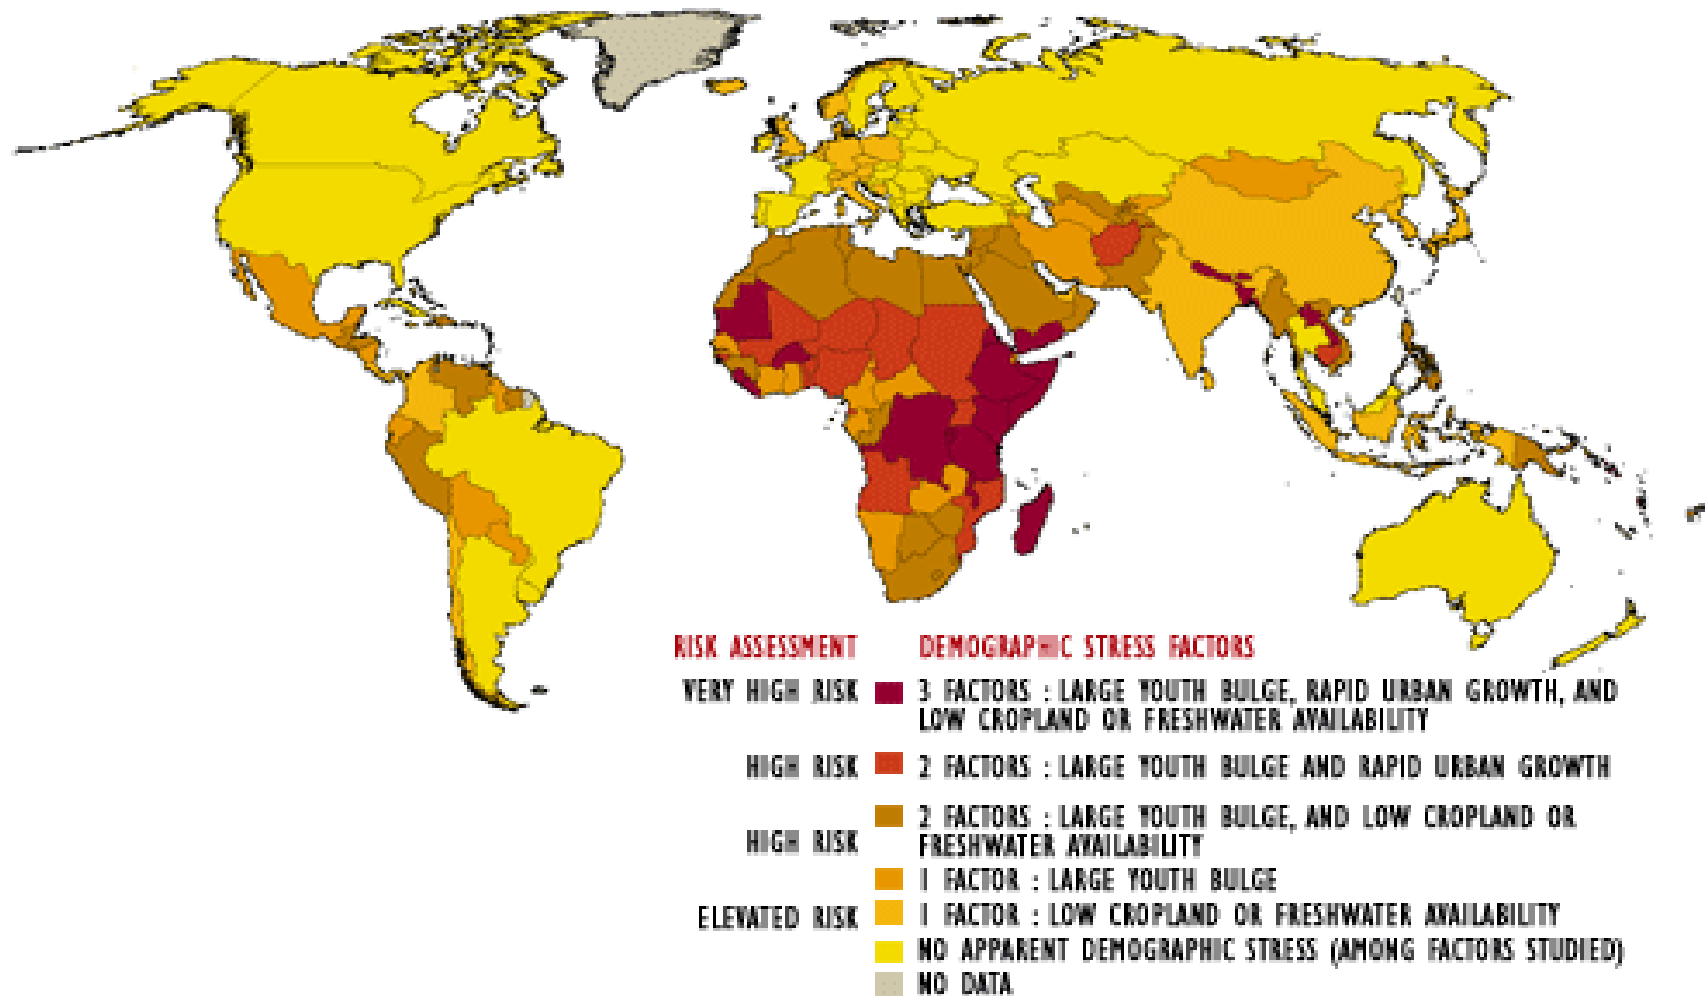 RISK ASSESSMENT DEMOGRAPHIC STRESS FACTORS
VERY HIGH RISK 3 FACTORS : LARGE YOUTH BULGE, RAPID URBAN GROWTH, AND
LOW CROPLAND OR FRESHWATER AVAILABILITY
HIGH RISK 2 FACTORS : LARGE YOUTH BULGE AND RAPID URBAN GROWTH
2 FACTORS : LARGE YOUTH BULGE, AND LOW CROPLAND OR
HIGH RISK FRESHWATER AVAILABILITY
1 FACTOR : LARGE YOUTH BULGE
ELEVATED RISK 1 FACTOR : LOW CROPLAND OR FRESHWATER AVAILABILITY
NO APPARENT DEMOGRAPHIC STRESS (AMONG FACTORS STUDIED)
NO DATA